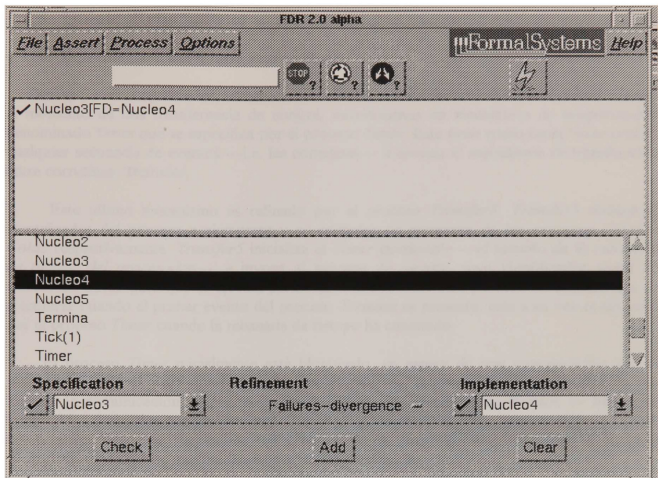 FDR 2.0 alpha
File Assert Process Options FormalSystems Help
STOP ? ? ?
✓ Nucleo3[FD=Nucleo4
Nucleo2
Nucleo3
Nucleo4
Nucleo5
Termina
Tick(1)
Timer
Specification Refinement Implementation
Nucleo3 Failures-divergence Nucleo4
Check Add Clear